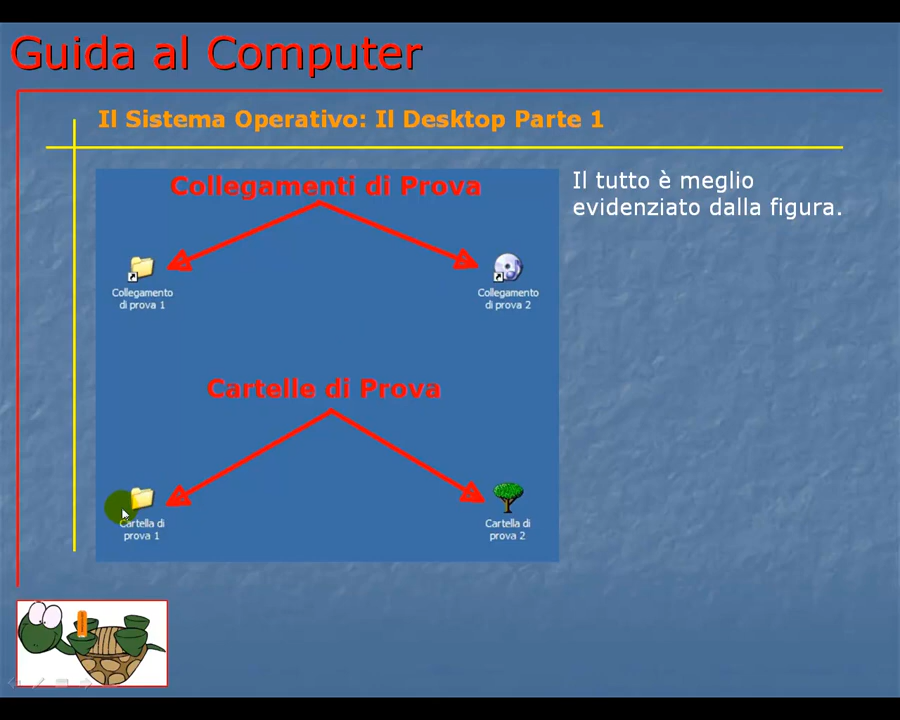 Guida al Computer
Il Sistema Operativo: Il Desktop Parte 1
Collegamenti di Prova
Il tutto è meglio
evidenziato dalla figura.
Collegamento
di prova 1
Collegamento
di prova 2
Cartelle di Prova
Cartella di
prova 1
Cartella di
prova 2